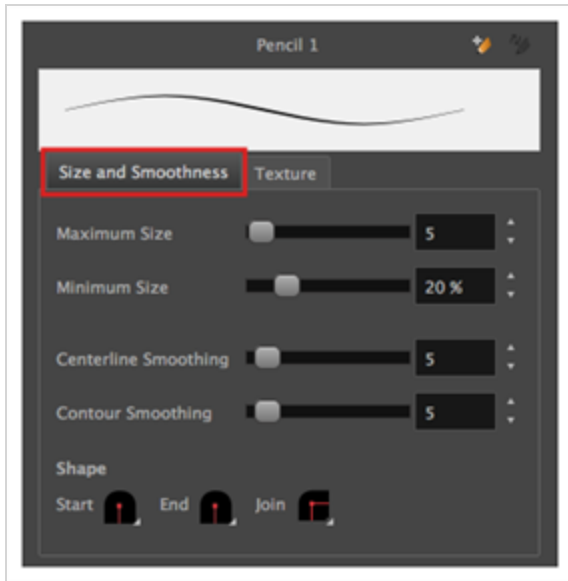 Pencil 1
Size and Smoothness Texture
Maximum Size 5
Minimum Size 20 %
Centerline Smoothing 5
Contour Smoothing 5
Shape
Start End Join